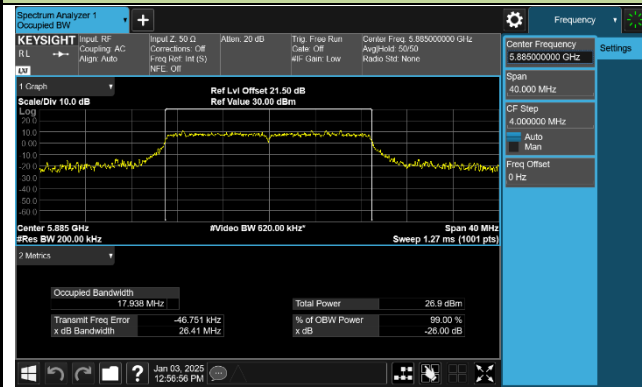 Spectrum Analyzer 1
Occupied BW
+
Frequency
KEYSIGHT
RL
LXI
Input: RF
Coupling: AC
Align: Auto
Input Z: 50 Ω
Corrections: Off
Freq Ref: Int (S)
NFE: Off
Atten: 20 dB
Trig: Free Run
Gate: Off
#IF Gain: Low
Center Freq: 5.885000000 GHz
Avg|Hold: 50/50
Radio Std: None
Center Frequency
5.885000000 GHz
Settings
Span
40.000 MHz
CF Step
4.000000 MHz
Auto
Man
Freq Offset
0 Hz
1 Graph
Scale/Div 10.0 dB
Ref Lvl Offset 21.50 dB
Ref Value 30.00 dBm
Log
20.0
10.0
0.00
-10.0
-20.0
-30.0
-40.0
-50.0
-60.0
Center 5.885 GHz
#Video BW 620.00 kHz*
Span 40 MHz
#Res BW 200.00 kHz
Sweep 1.27 ms (1001 pts)
2 Metrics
Occupied Bandwidth
17.938 MHz
Total Power
26.9 dBm
Transmit Freq Error
-46.751 kHz
% of OBW Power
99.00 %
x dB Bandwidth
26.41 MHz
x dB
-26.00 dB
?
Jan 03, 2025
12:56:56 PM